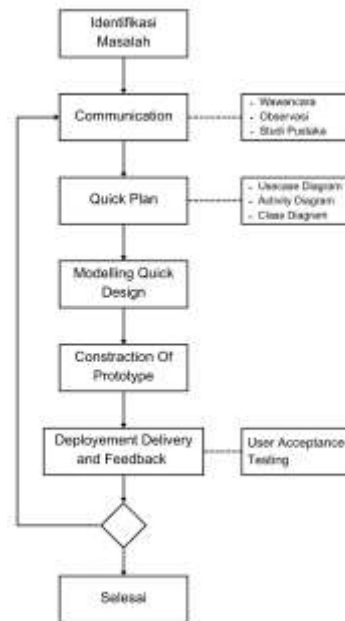 Identifikasi
Masalah
Communication
- Wawancara
- Observasi
- Studi Pustaka
Quick Plan
- Usecase Diagram
- Activity Diagram
- Class Diagram
Modelling Quick
Design
Constraction Of
Prototype
Deployement Delivery
and Feedback
User Acceptance
Testing
Selesai